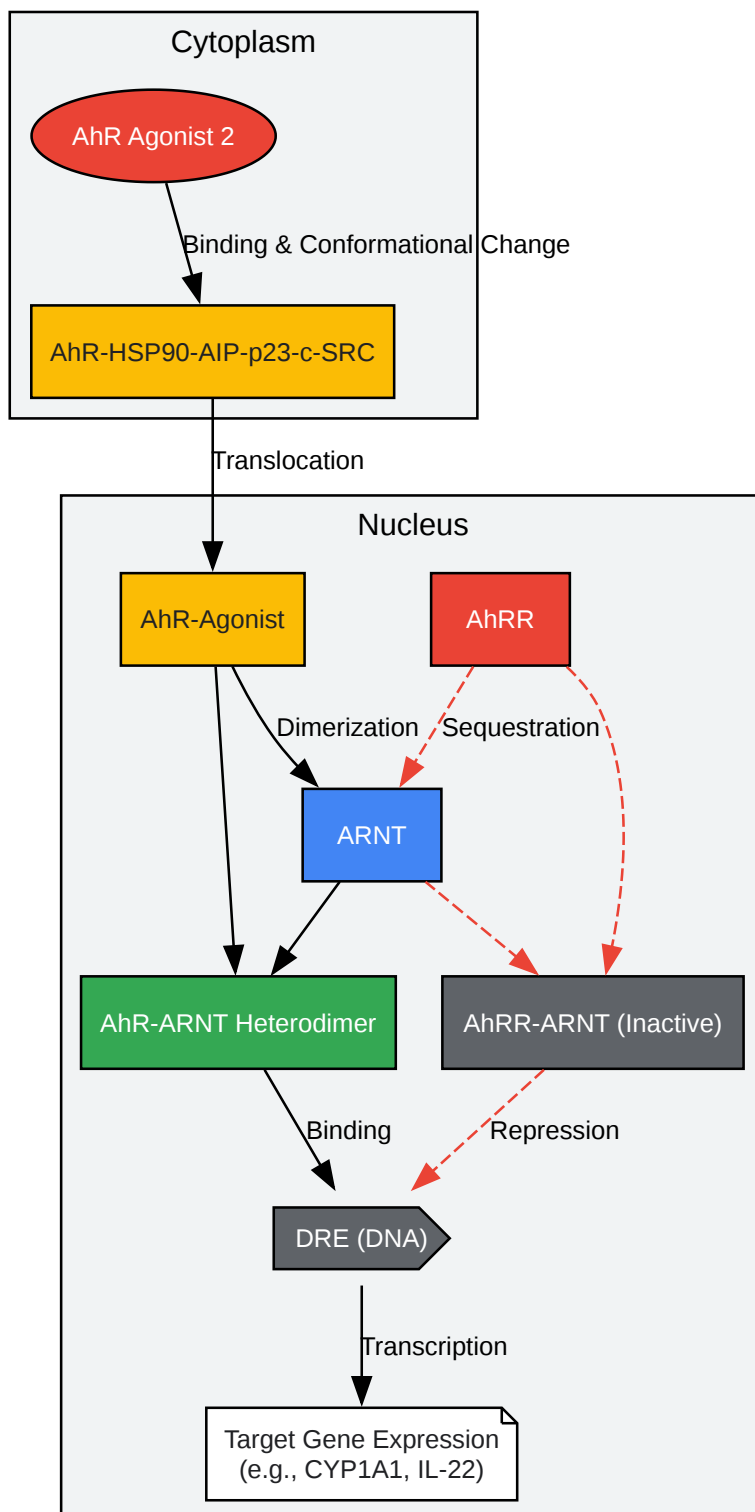 Cytoplasm
AhR Agonist 2
Binding & Conformational Change
AhR-HSP90-AIP-p23-c-SRC
Translocation
Nucleus
AhR-Agonist
AhRR
Dimerization
Sequestration
ARNT
AhR-ARNT Heterodimer
AhRR-ARNT (Inactive)
Binding
Repression
DRE (DNA)
Transcription
Target Gene Expression
(e.g., CYP1A1, IL-22)